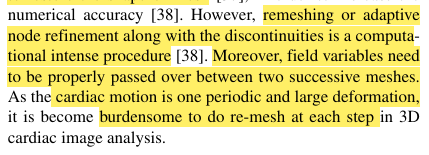 numerical accuracy [38]. However, remeshing or adaptive
node refinement along with the discontinuities is a computa-
tional intense procedure [38]. Moreover, field variables need
to be properly passed over between two successive meshes.
As the cardiac motion is one periodic and large deformation,
it is become burdensome to do re-mesh at each step in 3D
cardiac image analysis.